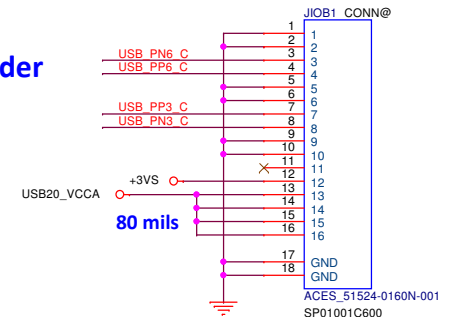 JIOB1 CONN@
der
1 1
2 2
USB_PN6_C 3 3
USB_PP6_C 4 4
5 5
6 6
USB_PP3_C 7 7
USB_PN3_C 8 8
9 9
10 10
11 11
+3VS 12 12
USB20_VCCA 13 13
14 14
80 mils 15 15
16 16
17 GND
18 GND
ACES_51524-0160N-001
SP01001C600